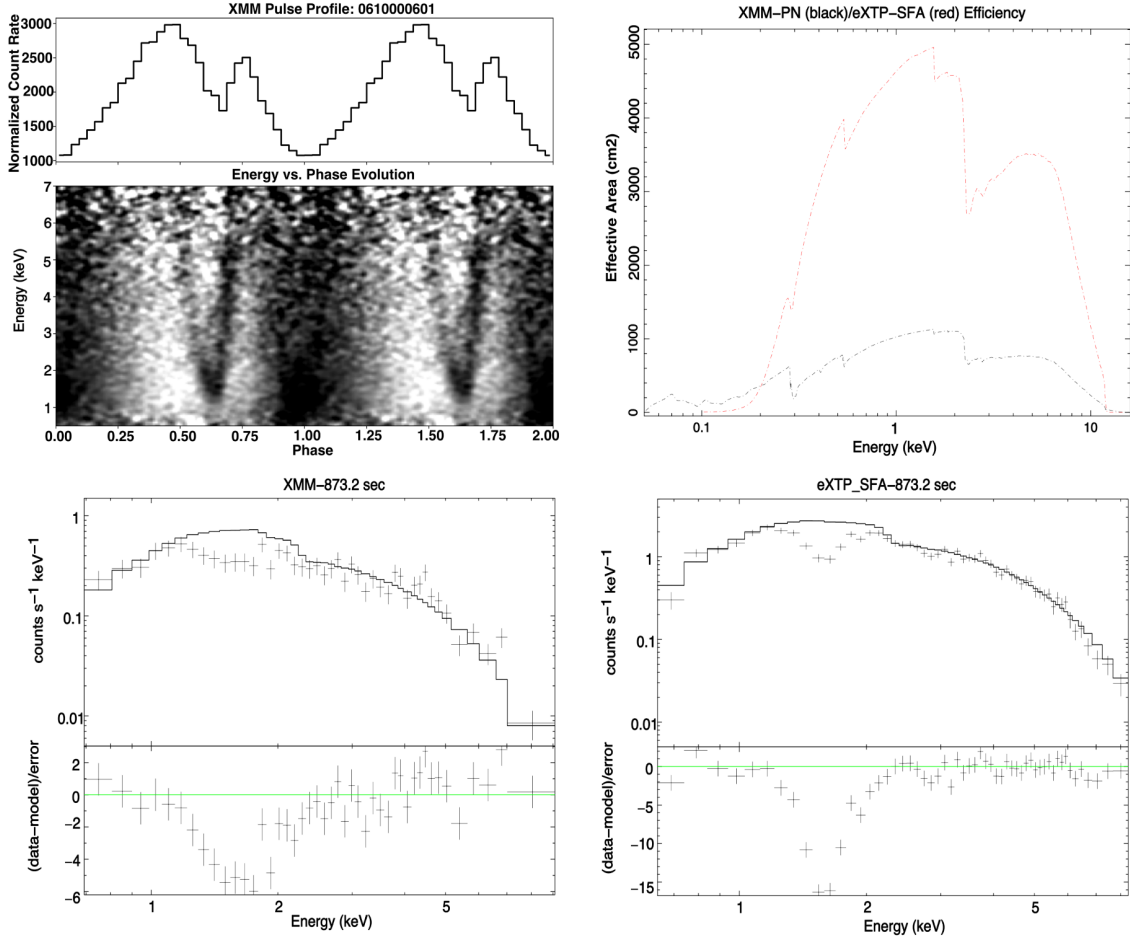 XMM Pulse Profile: 0610000601
Normalized Count Rate
3000
2500
2000
1500
1000
Energy vs. Phase Evolution
Energy (keV)
7
6
5
4
3
2
1
0.00 0.25 0.50 0.75 1.00 1.25 1.50 1.75 2.00
Phase
XMM-PN (black)/eXTP-SFA (red) Efficiency
Effective Area (cm2)
5000
4000
3000
2000
1000
0
0.1 1 10
Energy (keV)
XMM-873.2 sec
counts s−1 keV−1
1
0.1
0.01
(data-model)/error
2
0
−2
−4
−6
1 2 5
Energy (keV)
eXTP_SFA-873.2 sec
counts s−1 keV−1
1
0.1
0.01
(data-model)/error
0
−5
−10
−15
1 2 5
Energy (keV)